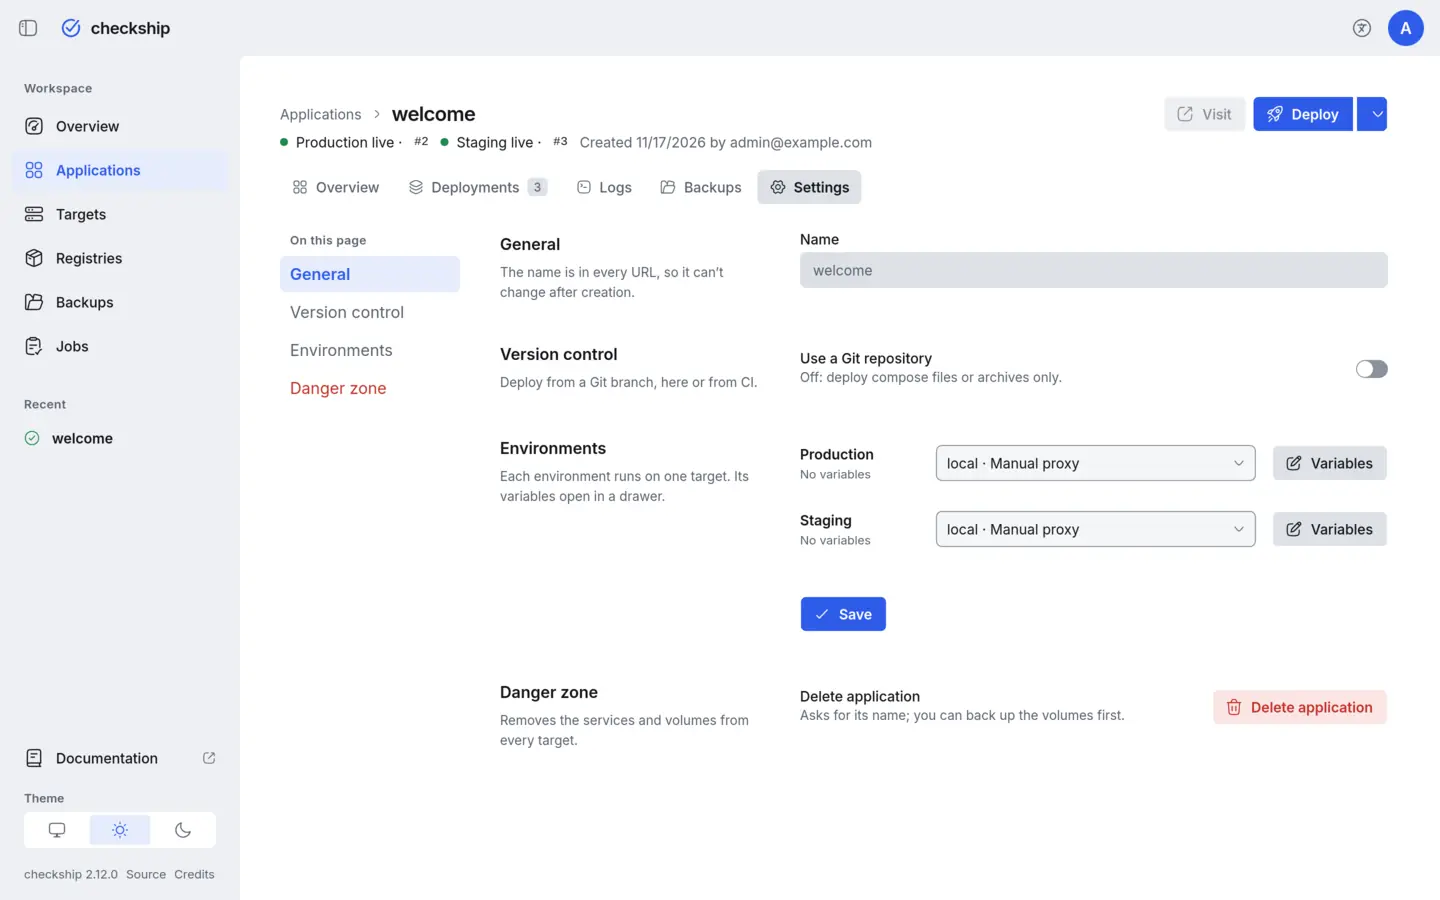 checkship
A
Workspace
Overview
Applications
Targets
Registries
Backups
Jobs
Recent
welcome
Documentation
Theme
checkship 2.12.0 Source Credits
Applications > welcome
Visit
Deploy
Production live · #2 Staging live · #3 Created 11/17/2026 by admin@example.com
Overview
Deployments 3
Logs
Backups
Settings
On this page
General
Version control
Environments
Danger zone
General
The name is in every URL, so it can't
change after creation.
Name
welcome
Version control
Deploy from a Git branch, here or from CI.
Use a Git repository
Off: deploy compose files or archives only.
Environments
Each environment runs on one target. Its
variables open in a drawer.
Production
No variables
local · Manual proxy
Variables
Staging
No variables
local · Manual proxy
Variables
Save
Danger zone
Removes the services and volumes from
every target.
Delete application
Asks for its name; you can back up the volumes first.
Delete application